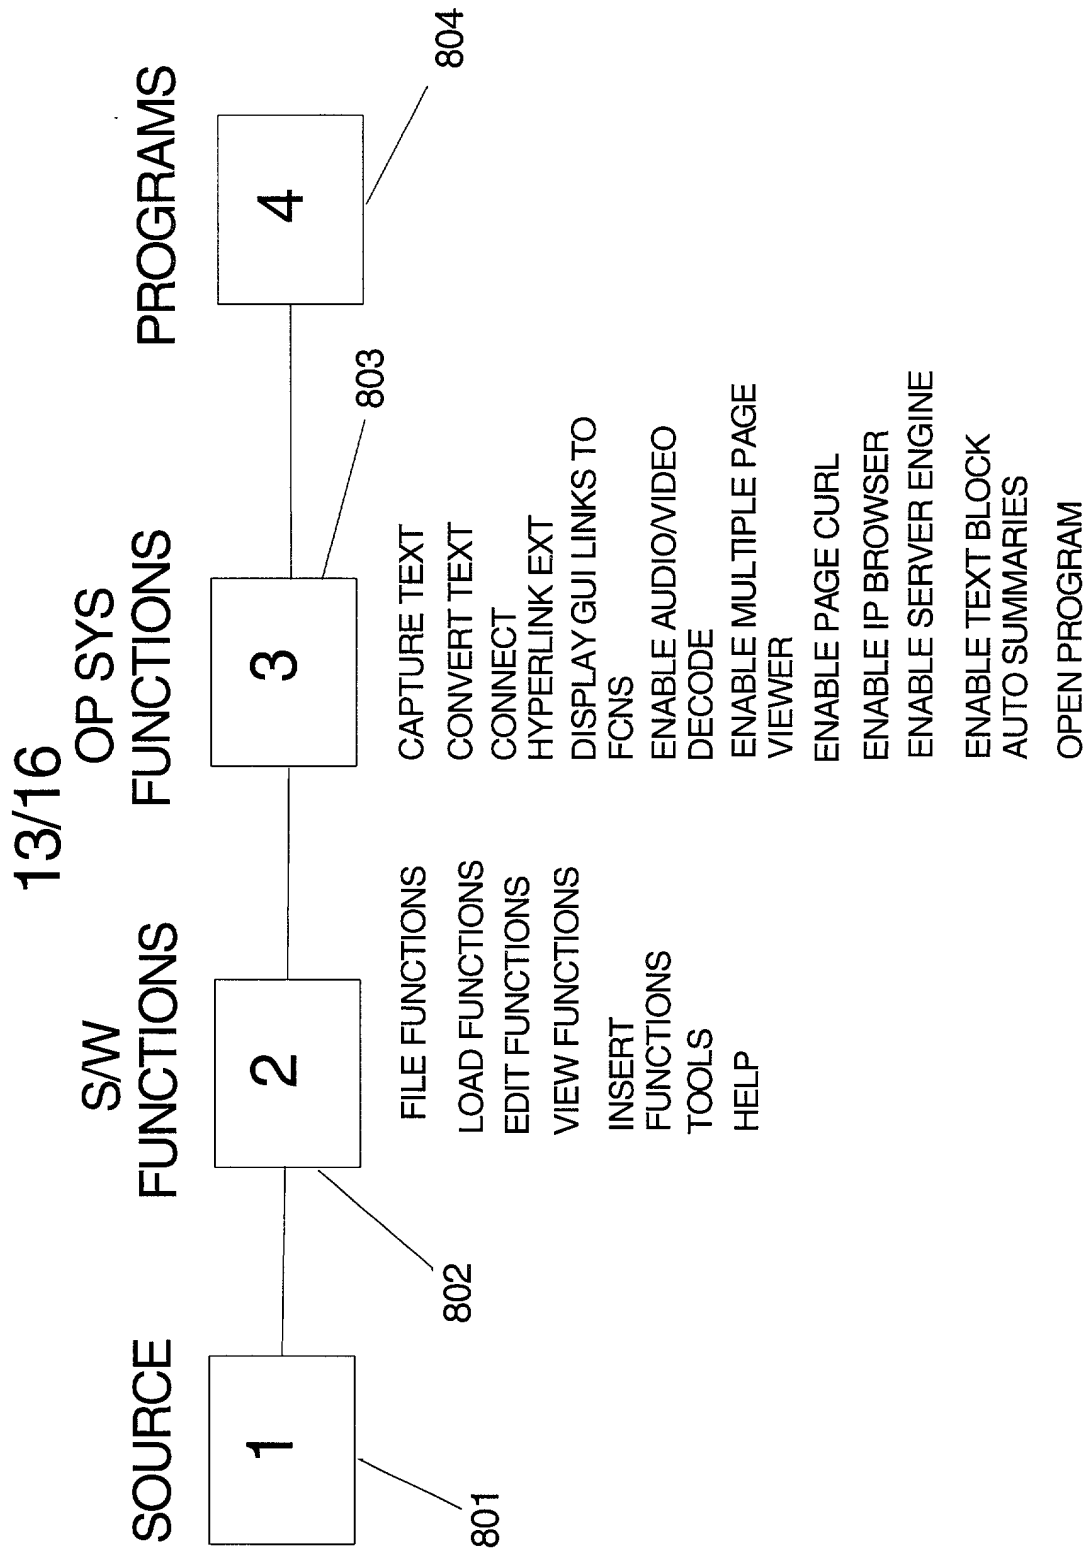 13/16
SOURCE
1
801
S/W
FUNCTIONS
2
802
FILE FUNCTIONS
LOAD FUNCTIONS
EDIT FUNCTIONS
VIEW FUNCTIONS
INSERT
FUNCTIONS
TOOLS
HELP
OP SYS
FUNCTIONS
3
803
CAPTURE TEXT
CONVERT TEXT
CONNECT
HYPERLINK EXT
DISPLAY GUI LINKS TO
FCNS
ENABLE AUDIO/VIDEO
DECODE
ENABLE MULTIPLE PAGE
VIEWER
ENABLE PAGE CURL
ENABLE IP BROWSER
ENABLE SERVER ENGINE
ENABLE TEXT BLOCK
AUTO SUMMARIES
OPEN PROGRAM
PROGRAMS
4
804